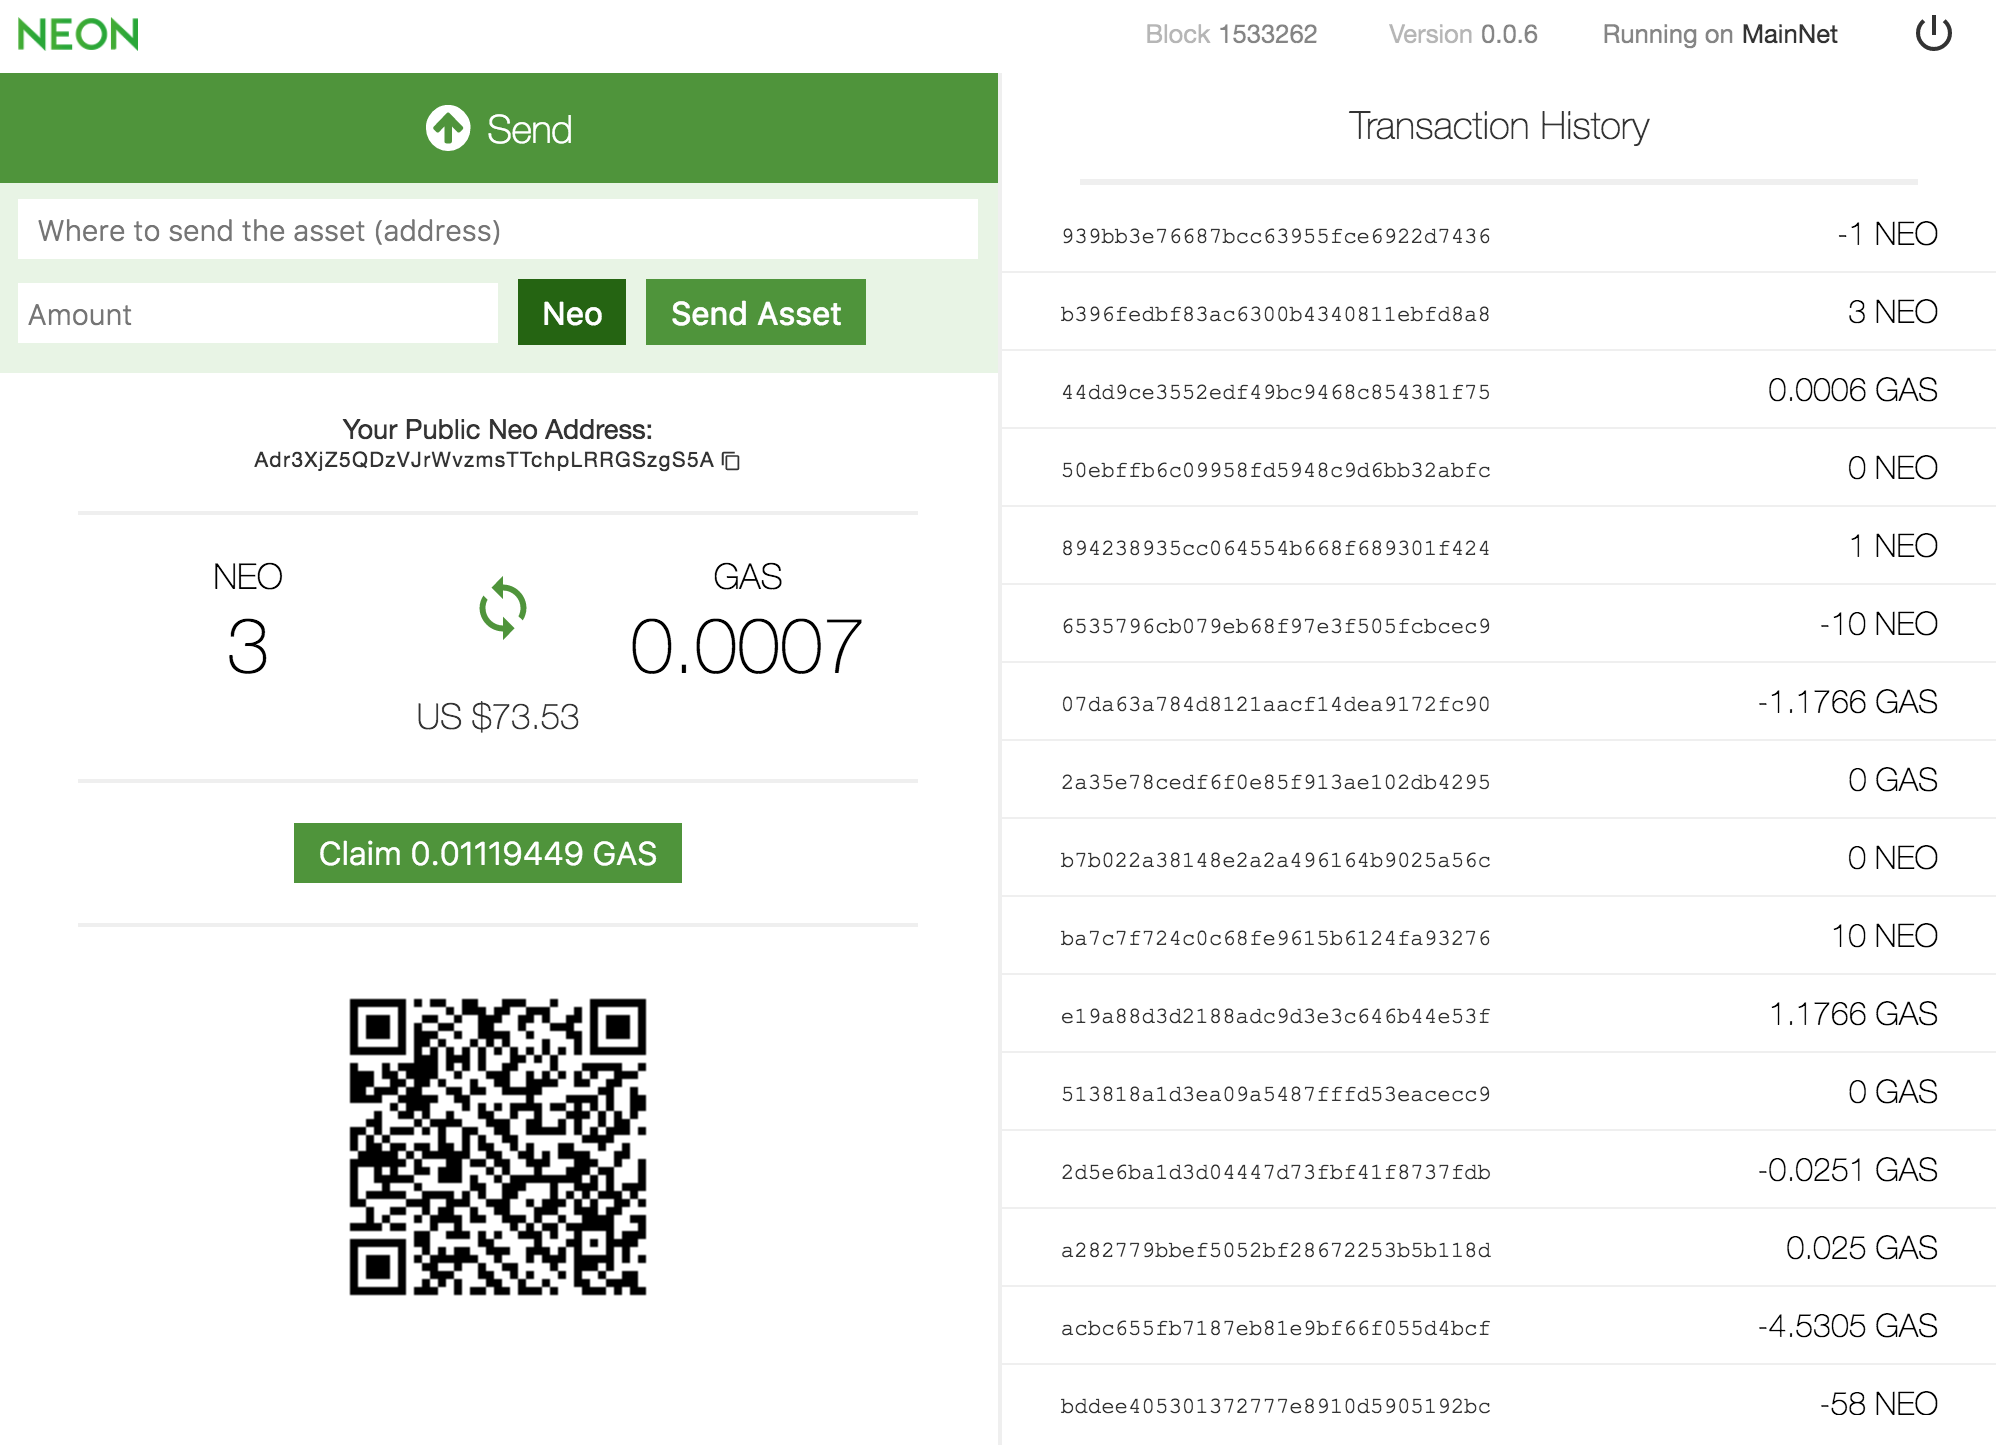 NEON
Block 1533262 Version 0.0.6 Running on MainNet
Send
Where to send the asset (address)
Amount Neo Send Asset
Your Public Neo Address:
Adr3XjZ5QDzVJrWvzmsTTchpLRRGSzgS5A
NEO GAS
3 0.0007
US $73.53
Claim 0.01119449 GAS
Transaction History
939bb3e76687bcc63955fce6922d7436 -1 NEO
b396fedbf83ac6300b4340811ebfd8a8 3 NEO
44dd9ce3552edf49bc9468c854381f75 0.0006 GAS
50ebffb6c09958fd5948c9d6bb32abfc 0 NEO
894238935cc064554b668f689301f424 1 NEO
6535796cb079eb68f97e3f505fcbcec9 -10 NEO
07da63a784d8121aacf14dea9172fc90 -1.1766 GAS
2a35e78cedf6f0e85f913ae102db4295 0 GAS
b7b022a38148e2a2a496164b9025a56c 0 NEO
ba7c7f724c0c68fe9615b6124fa93276 10 NEO
e19a88d3d2188adc9d3e3c646b44e53f 1.1766 GAS
513818a1d3ea09a5487fffd53eacecc9 0 GAS
2d5e6ba1d3d04447d73fbf41f8737fdb -0.0251 GAS
a282779bbef5052bf28672253b5b118d 0.025 GAS
acbc655fb7187eb81e9bf66f055d4bcf -4.5305 GAS
bddee405301372777e8910d5905192bc -58 NEO